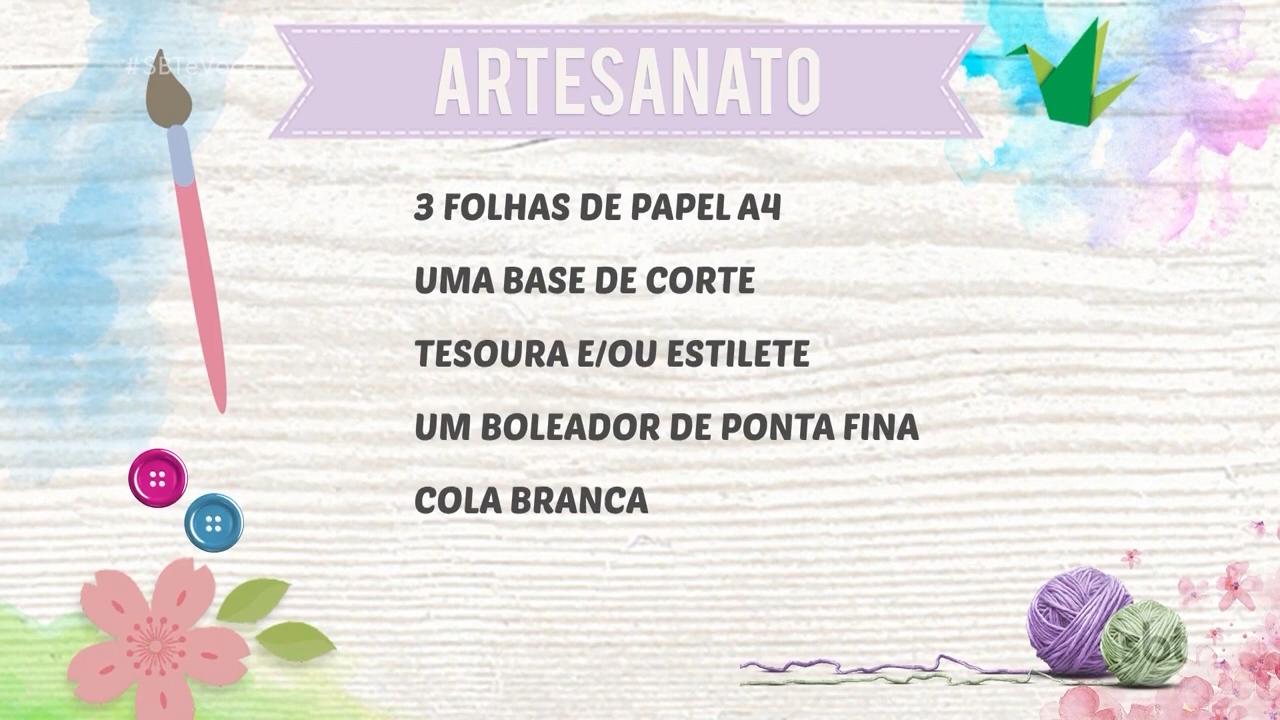 #SBTeVocê
ARTESANATO
3 FOLHAS DE PAPEL A4
UMA BASE DE CORTE
TESOURA E/OU ESTILETE
UM BOLEADOR DE PONTA FINA
COLA BRANCA